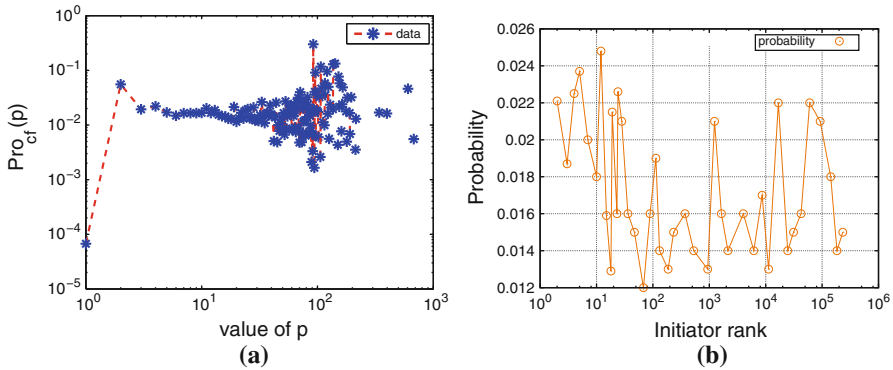 10^0
10^-1
10^-2
10^-3
10^-4
10^-5
Pro_cf(p)
data
10^0 10^1 10^2 10^3
value of p
(a)
0.026
0.024
0.022
0.02
0.018
0.016
0.014
0.012
Probability
probability
10^0 10^1 10^2 10^3 10^4 10^5 10^6
Initiator rank
(b)